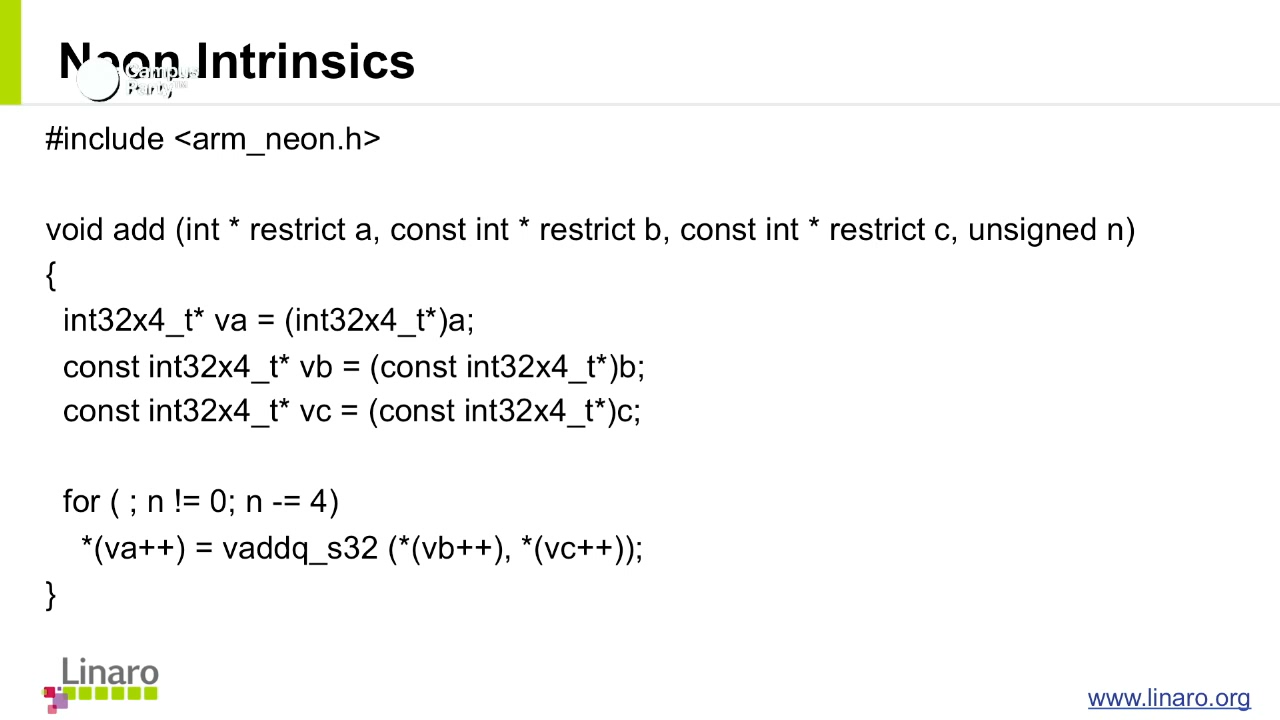 Neon Intrinsics
Campus
Party™
#include <arm_neon.h>
void add (int * restrict a, const int * restrict b, const int * restrict c, unsigned n)
{
int32x4_t* va = (int32x4_t*)a;
const int32x4_t* vb = (const int32x4_t*)b;
const int32x4_t* vc = (const int32x4_t*)c;
for ( ; n != 0; n -= 4)
*(va++) = vaddq_s32 (*(vb++), *(vc++));
}
Linaro
www.linaro.org